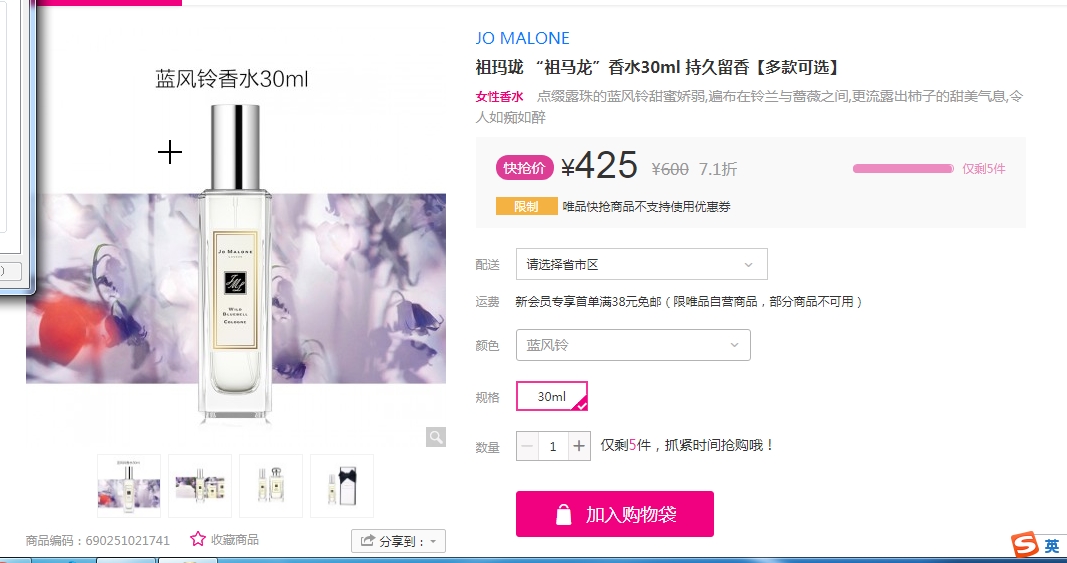 JO MALONE
祖玛珑 “祖马龙”香水30ml 持久留香【多款可选】
女性香水 点缀露珠的蓝风铃甜蜜娇弱,遍布在铃兰与蔷薇之间,更流露出柿子的甜美气息,令
人如痴如醉
蓝风铃香水30ml
JO MALONE
LONDON
WILD
BLUEBELL
COLOGNE
快抢价 ¥425 ¥600 7.1折 仅剩5件
限制 唯品快抢商品不支持使用优惠券
配送 请选择省市区
运费 新会员专享首单满38元免邮（限唯品自营商品，部分商品不可用）
颜色 蓝风铃
规格 30ml
数量 － 1 + 仅剩5件，抓紧时间抢购哦！
加入购物袋
商品编码：690251021741 收藏商品 分享到：
英